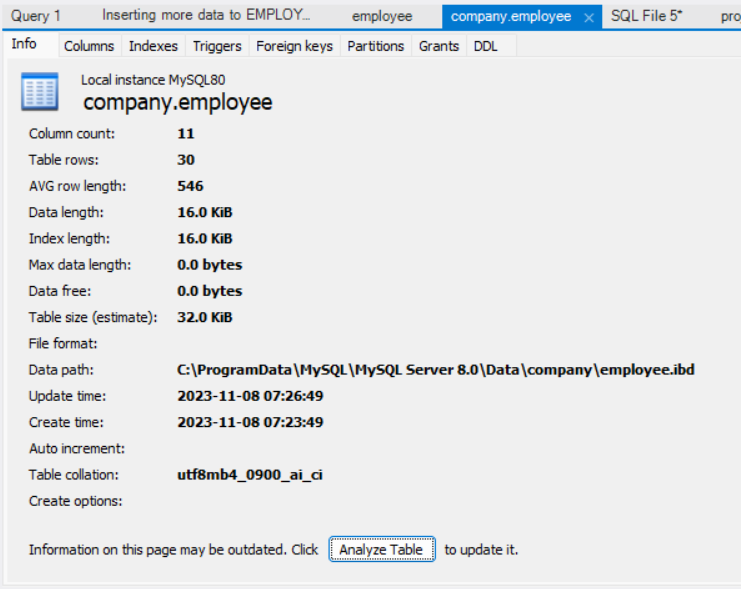 Query 1 Inserting more data to EMPLOY... employee company.employee × SQL File 5* pro
Info Columns Indexes Triggers Foreign keys Partitions Grants DDL
Local instance MySQL80
company.employee
Column count: 11
Table rows: 30
AVG row length: 546
Data length: 16.0 KiB
Index length: 16.0 KiB
Max data length: 0.0 bytes
Data free: 0.0 bytes
Table size (estimate): 32.0 KiB
File format:
Data path: C:\ProgramData\MySQL\MySQL Server 8.0\Data\company\employee.ibd
Update time: 2023-11-08 07:26:49
Create time: 2023-11-08 07:23:49
Auto increment:
Table collation: utf8mb4_0900_ai_ci
Create options:
Information on this page may be outdated. Click Analyze Table to update it.